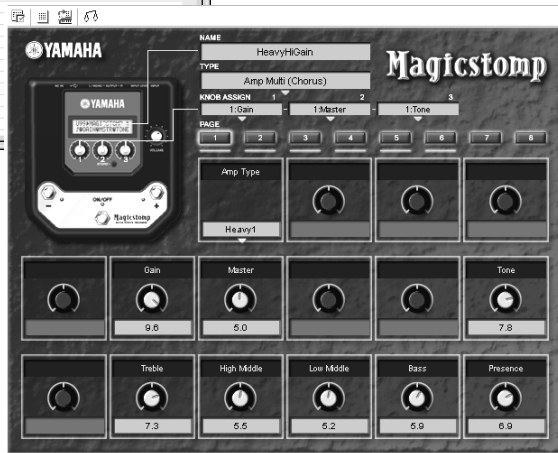 YAMAHA
NAME
HeavyHiGain
Magicstomp
TYPE
Amp Multi (Chorus)
KNOB ASSIGN 1 2 3
1:Gain - 1:Master - 1:Tone
PAGE
1 2 3 4 5 6 7 8
YAMAHA
1 2 3
VOLUME
ON/OFF
- +
Magicstomp
Amp Type
Heavy1
Gain Master Tone
9.6 5.0 7.8
Treble High Middle Low Middle Bass Presence
7.3 5.5 5.2 5.9 6.9